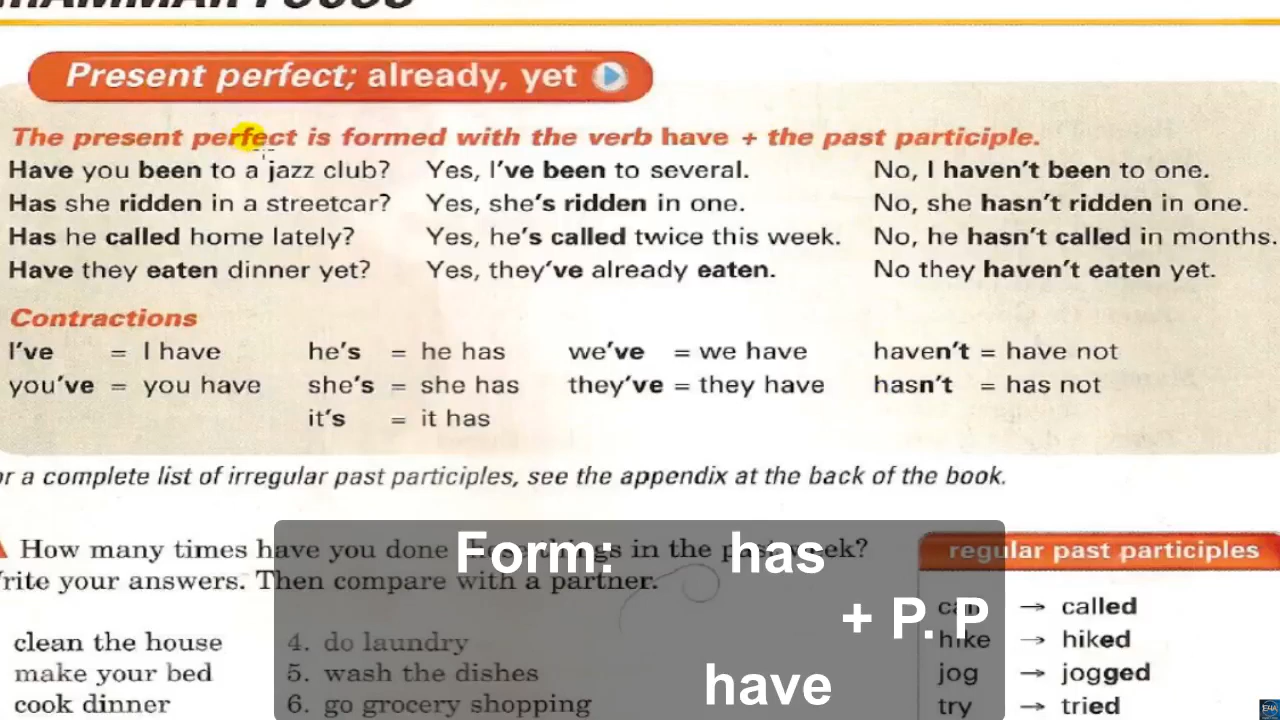 Present perfect; already, yet
The present perfect is formed with the verb have + the past participle.
Have you been to a jazz club? Yes, I've been to several. No, I haven't been to one.
Has she ridden in a streetcar? Yes, she's ridden in one. No, she hasn't ridden in one.
Has he called home lately? Yes, he's called twice this week. No, he hasn't called in months.
Have they eaten dinner yet? Yes, they've already eaten. No they haven't eaten yet.
Contractions
I've = I have he's = he has we've = we have haven't = have not
you've = you have she's = she has they've = they have hasn't = has not
it's = it has
a complete list of irregular past participles, see the appendix at the back of the book.
How many times have you done things in the past week?
your answers. Then compare with a partner.
Form: has
+ P. P
have
clean the house 4. do laundry
make your bed 5. wash the dishes
cook dinner 6. go grocery shopping
regular past participles
call → called
hike → hiked
jog → jogged
try → tried